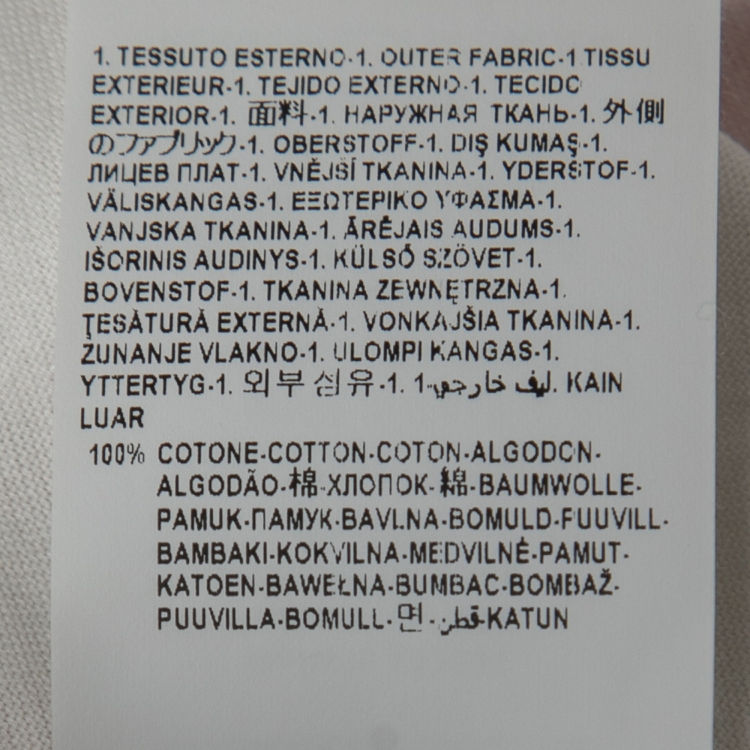 1. TESSUTO ESTERNO-1. OUTER FABRIC-1.TISSU
EXTERIEUR-1. TEJIDO EXTERNO-1. TECIDO
EXTERIOR-1. 面料-1. НАРУЖНАЯ ТКАНЬ-1. 外側
のファブリック-1. OBERSTOFF-1. DIŞ KUMAŞ-1.
ЛИЦЕВ ПЛАТ-1. VNĚJŠÍ TKANINA-1. YDERSTOF-1.
VÄLISKANGAS-1. ΕΞΩΤΕΡΙΚΟ ΥΦΑΣΜΑ-1.
VANJSKA TKANINA-1. ĀRĒJAIS AUDUMS-1.
IŠORINIS AUDINYS-1. KÜLSŐ SZÖVET-1.
BOVENSTOF-1. TKANINA ZEWNĘTRZNA-1.
ŢESĂTURĂ EXTERNĂ-1. VONKAJŠIA TKANINA-1.
ZUNANJE VLAKNO-1. ULOMPI KANGAS-1.
YTTERTYG-1. 외부 섬유-1. 1-ليف خارجي. KAIN
LUAR
100% COTONE-COTTON-COTON-ALGODON-
ALGODÃO-棉-ХЛОПОК-綿-BAUMWOLLE-
PAMUK-ПАМУК-BAVLNA-BOMULD-PUUVILL-
BAMBAKI-KOKVILNA-MEDVILNĖ-PAMUT-
KATOEN-BAWEŁNA-BUMBAC-BOMBAŽ-
PUUVILLA-BOMULL-면-قطن-KATUN